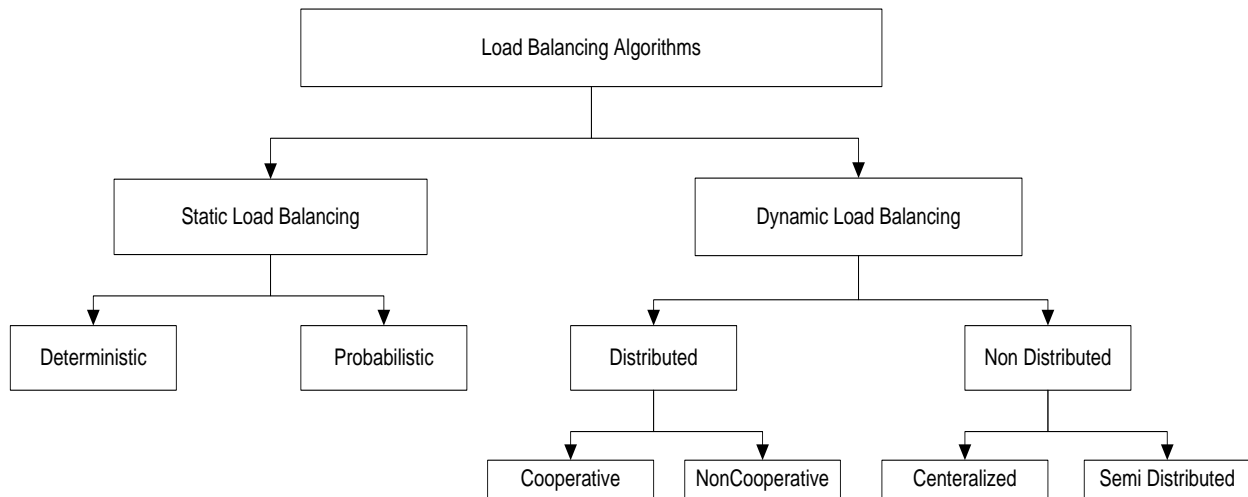 Load Balancing Algorithms
Static Load Balancing
Dynamic Load Balancing
Deterministic
Probabilistic
Distributed
Non Distributed
Cooperative
NonCooperative
Centeralized
Semi Distributed